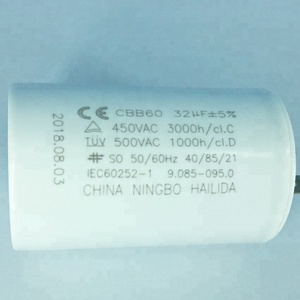 CE CBB60 32µF±5%
450VAC 3000h/cl.C
TÜV 500VAC 1000h/cl.D
SO 50/60Hz 40/85/21
IEC60252-1 9.085-095.0
CHINA NINGBO HAILIDA
2018.08.03